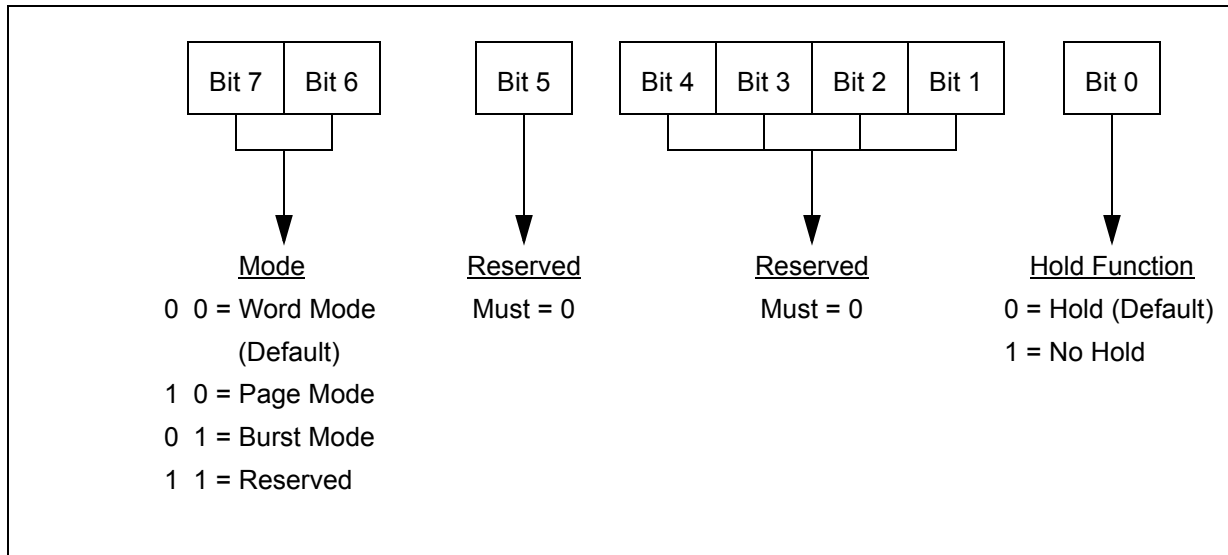 Bit 7 Bit 6 Bit 5 Bit 4 Bit 3 Bit 2 Bit 1 Bit 0
Mode
0 0 = Word Mode
(Default)
1 0 = Page Mode
0 1 = Burst Mode
1 1 = Reserved
Reserved
Must = 0
Reserved
Must = 0
Hold Function
0 = Hold (Default)
1 = No Hold